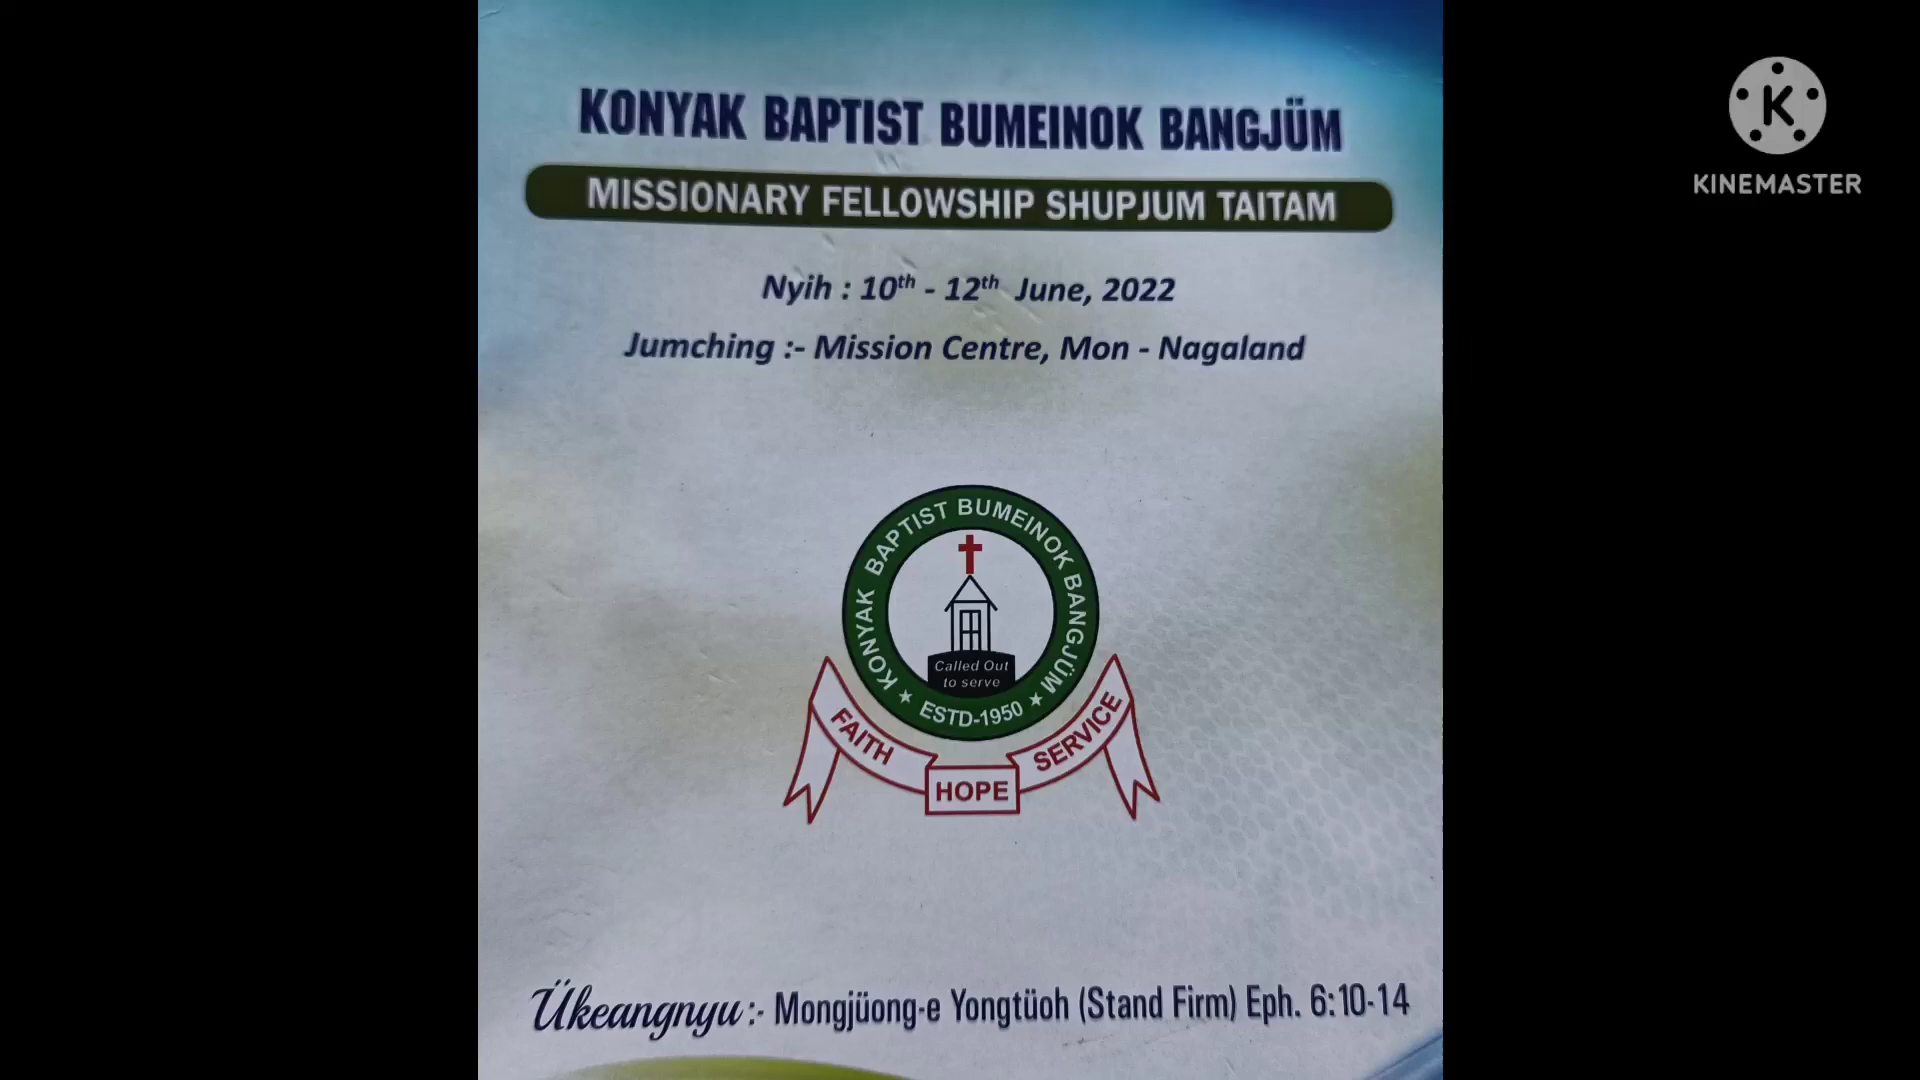 KONYAK BAPTIST BUMEINOK BANGJÜM
MISSIONARY FELLOWSHIP SHUPJUM TAITAM
Nyih : 10th - 12th June, 2022
Jumching :- Mission Centre, Mon - Nagaland
KONYAK BAPTIST BUMEINOK BANGJÜM
Called Out
to serve
★ ESTD-1950 ★
FAITH
HOPE
SERVICE
Ükeangnyu:- Mongjüong-e Yongtüoh (Stand Firm) Eph. 6:10-14
K
KINEMASTER